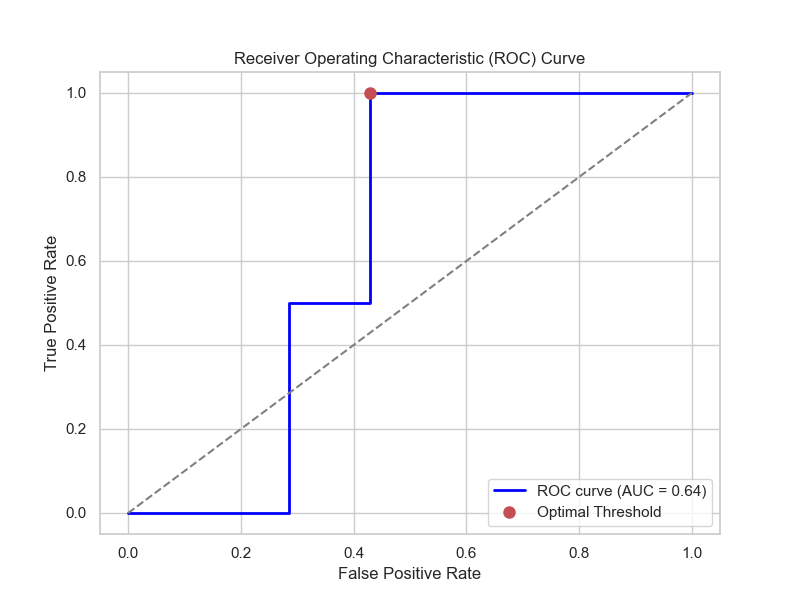 Receiver Operating Characteristic (ROC) Curve
True Positive Rate
1.0
0.8
0.6
0.4
0.2
0.0
ROC curve (AUC = 0.64)
Optimal Threshold
0.0 0.2 0.4 0.6 0.8 1.0
False Positive Rate